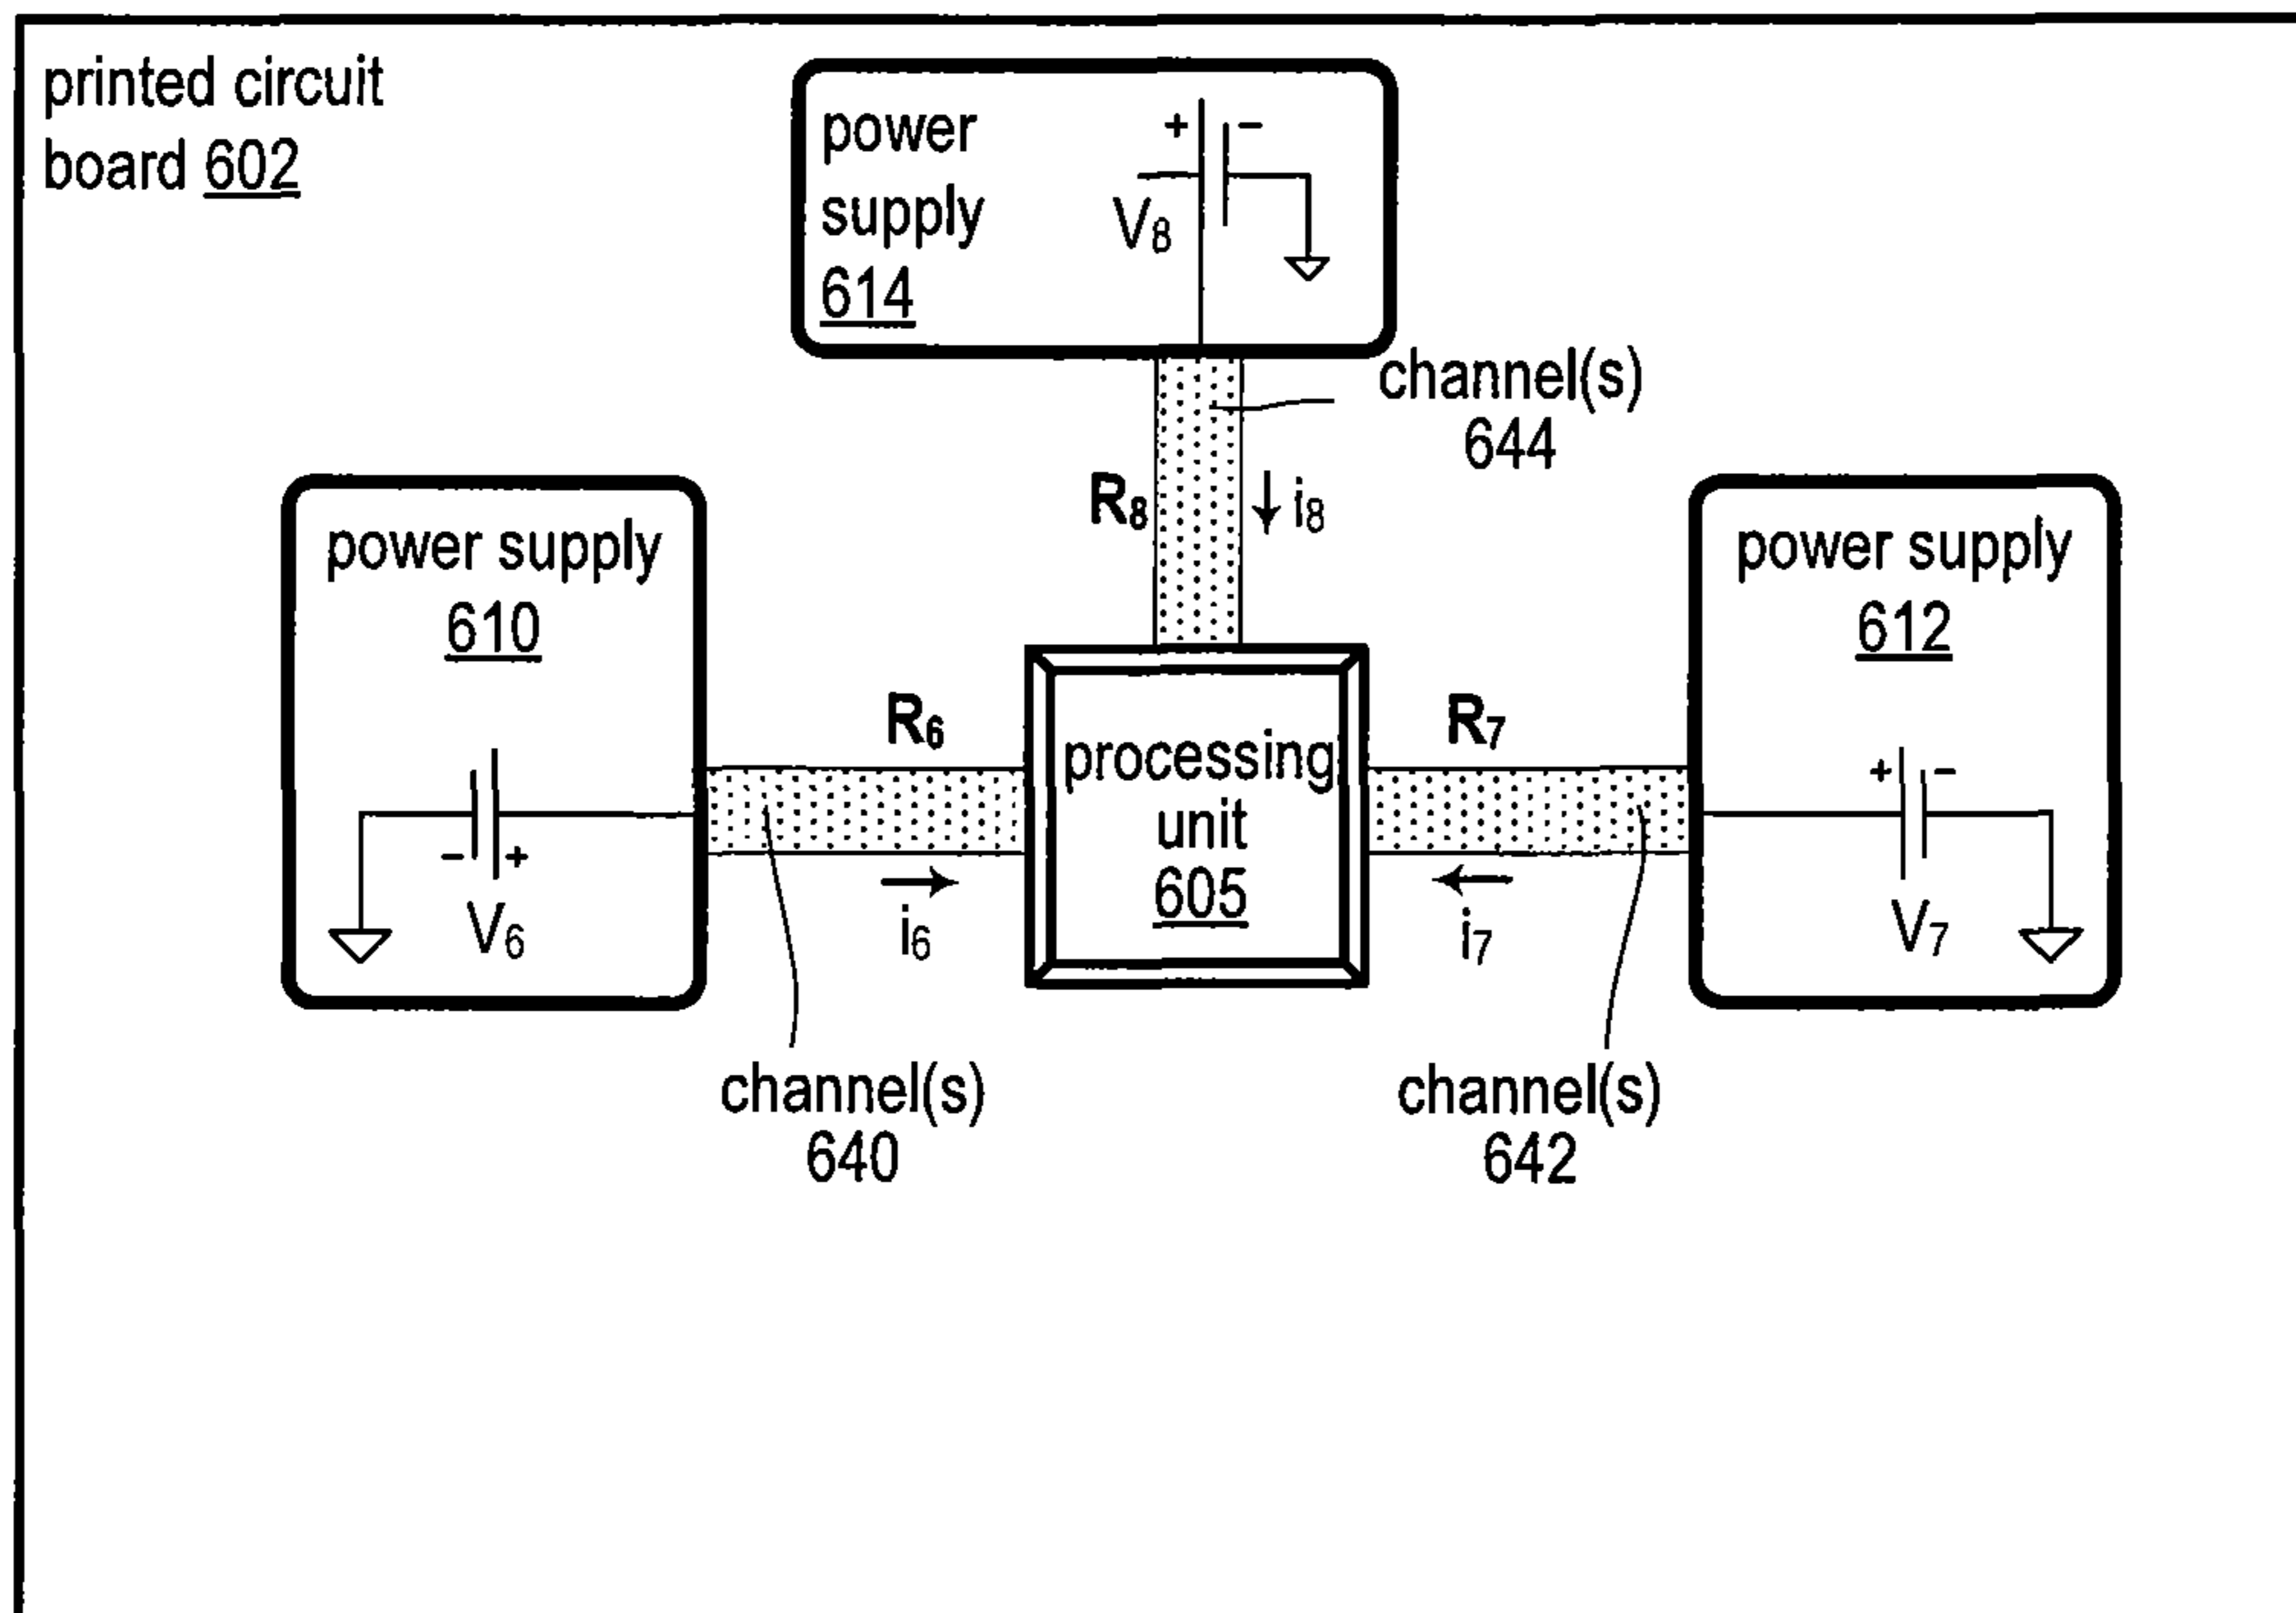 printed circuit
board 602
power
supply
614
+ -
V8
channel(s)
644
R8
i8
power supply
610
power supply
612
R6
R7
processing
unit
605
- +
V6
+ -
V7
i6
i7
channel(s)
640
channel(s)
642